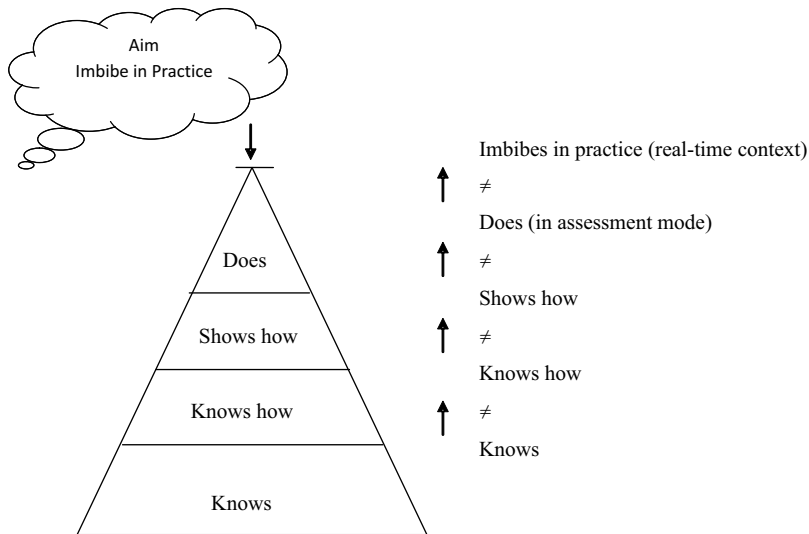 Aim
Imbibe in Practice
Does
Shows how
Knows how
Knows
Imbibes in practice (real-time context)
≠
Does (in assessment mode)
≠
Shows how
≠
Knows how
≠
Knows